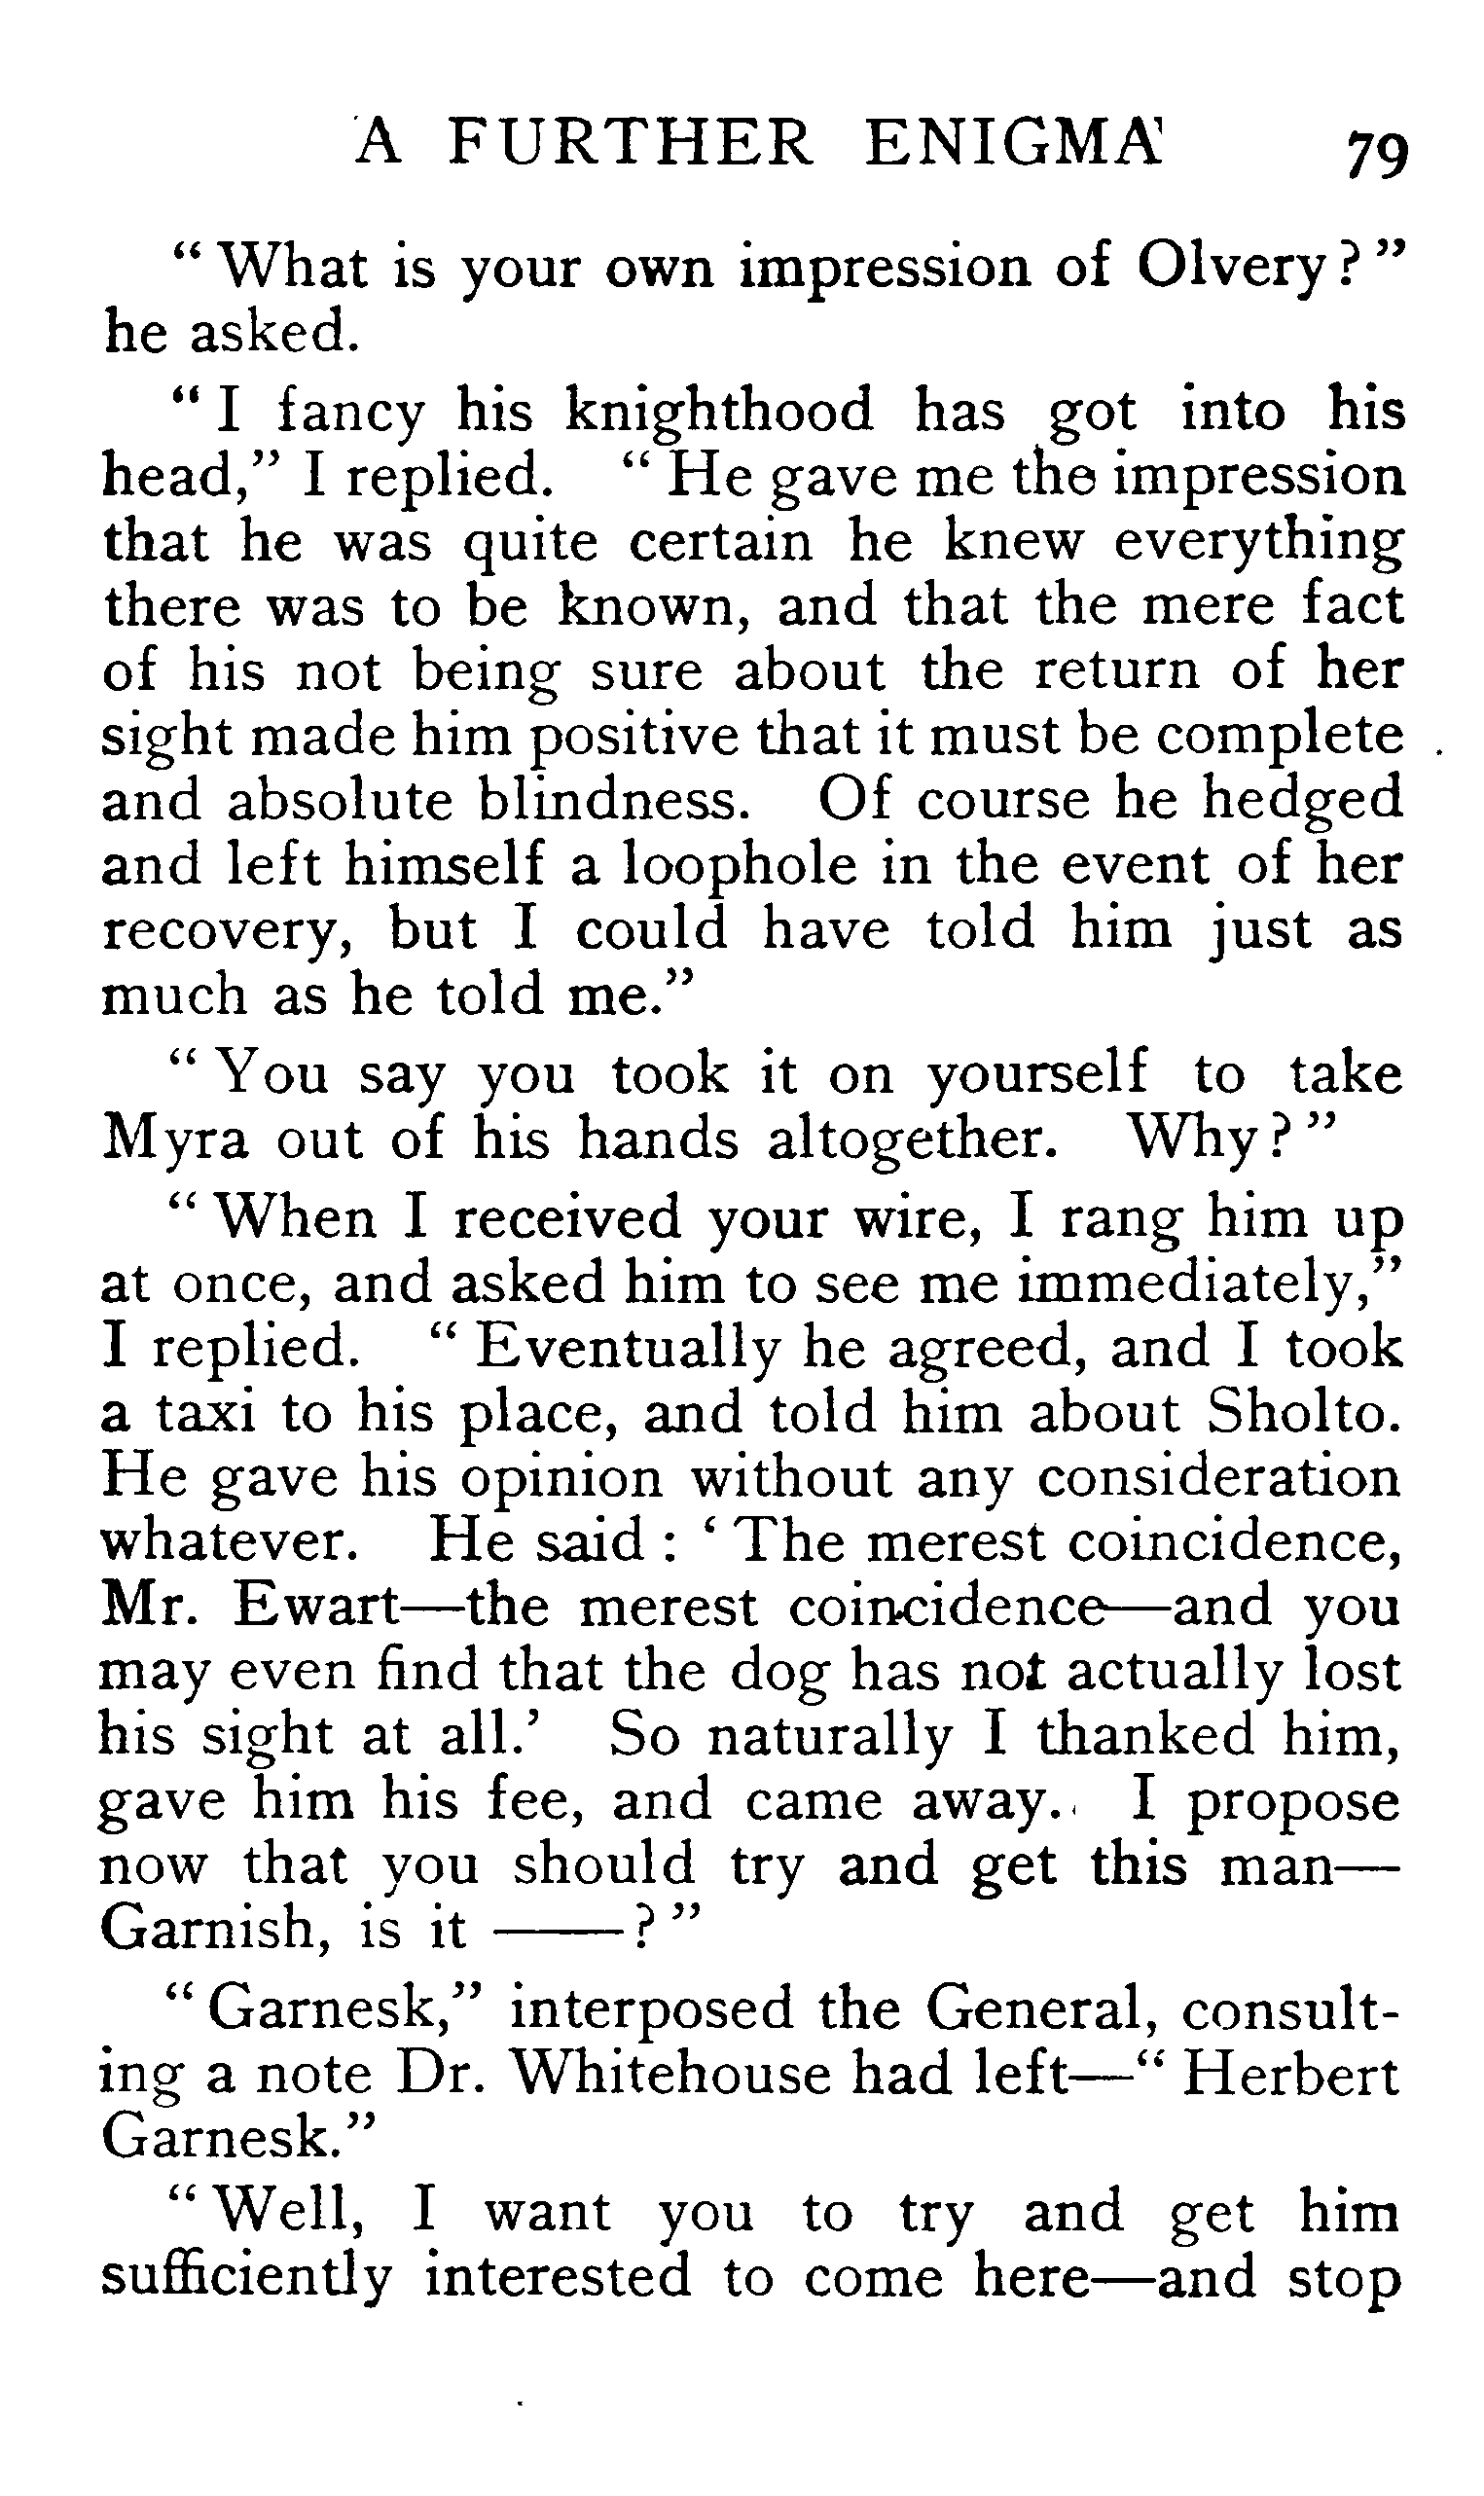 A FURTHER ENIGMA 79
“ What is your own impression of Olvery ? ”
he asked.
“ I fancy his knighthood has got into his
head,” I replied. “ He gave me the impression
that he was quite certain he knew everything
there was to be known, and that the mere fact
of his not being sure about the return of her
sight made him positive that it must be complete
and absolute blindness. Of course he hedged
and left himself a loophole in the event of her
recovery, but I could have told him just as
much as he told me.”
“ You say you took it on yourself to take
Myra out of his hands altogether. Why ? ”
“ When I received your wire, I rang him up
at once, and asked him to see me immediately,”
I replied. “ Eventually he agreed, and I took
a taxi to his place, and told him about Sholto.
He gave his opinion without any consideration
whatever. He said : ‘ The merest coincidence,
Mr. Ewart—the merest coincidence—and you
may even find that the dog has not actually lost
his sight at all.’ So naturally I thanked him,
gave him his fee, and came away. I propose
now that you should try and get this man—
Garnish, is it ——? ”
“ Garnesk,” interposed the General, consult-
ing a note Dr. Whitehouse had left—“ Herbert
Garnesk.”
“ Well, I want you to try and get him
sufficiently interested to come here—and stop